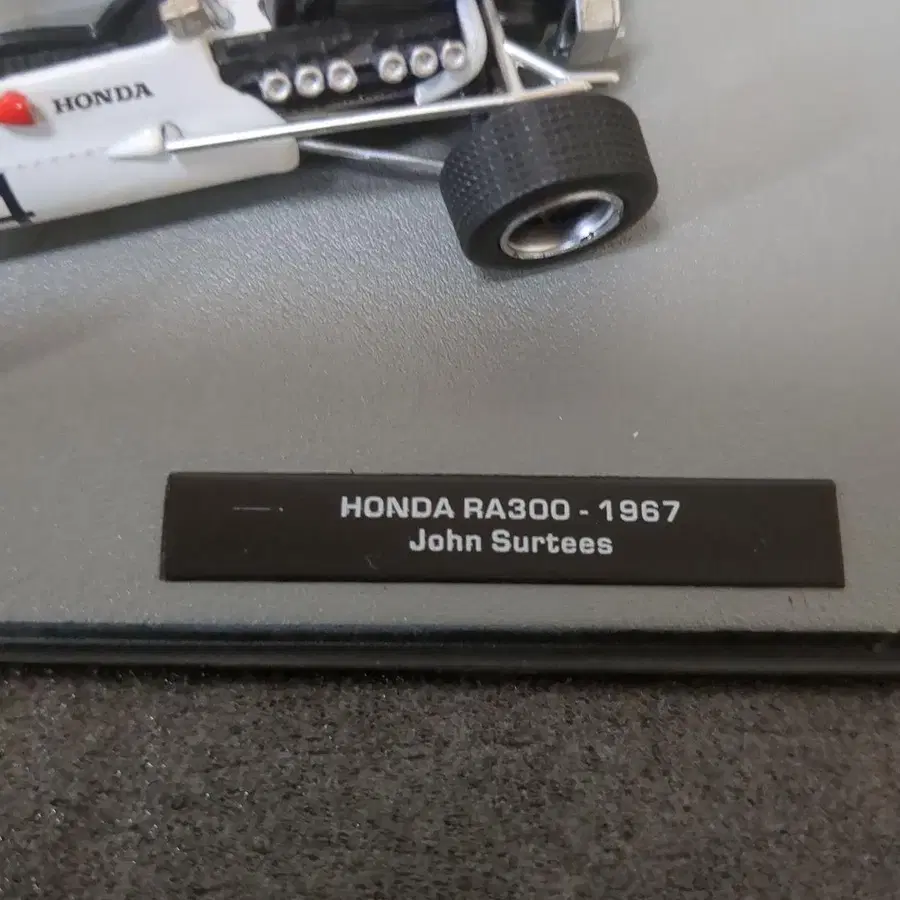 HONDA
HONDA RA300 - 1967
John Surtees